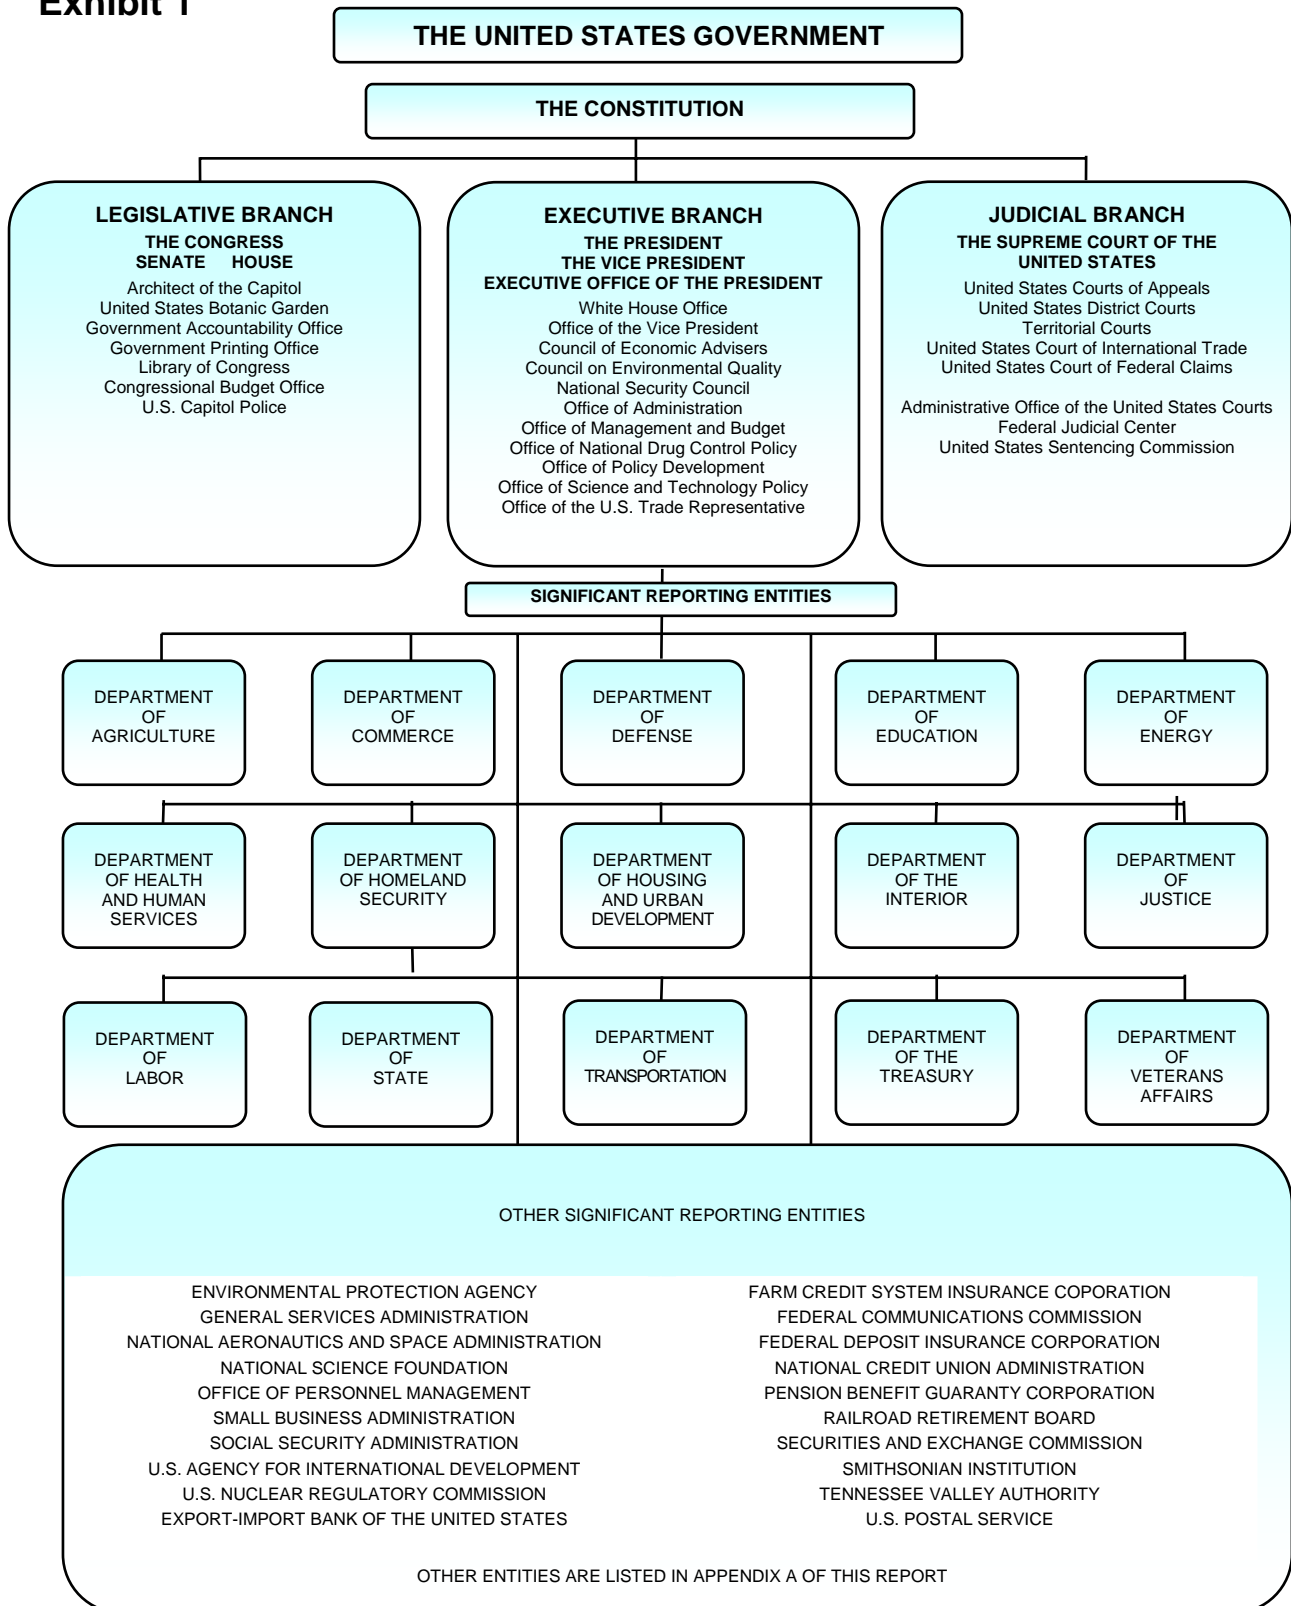 Exhibit 1
THE UNITED STATES GOVERNMENT
THE CONSTITUTION
LEGISLATIVE BRANCH
THE CONGRESS
SENATE HOUSE
Architect of the Capitol
United States Botanic Garden
Government Accountability Office
Government Printing Office
Library of Congress
Congressional Budget Office
U.S. Capitol Police
EXECUTIVE BRANCH
THE PRESIDENT
THE VICE PRESIDENT
EXECUTIVE OFFICE OF THE PRESIDENT
White House Office
Office of the Vice President
Council of Economic Advisers
Council on Environmental Quality
National Security Council
Office of Administration
Office of Management and Budget
Office of National Drug Control Policy
Office of Policy Development
Office of Science and Technology Policy
Office of the U.S. Trade Representative
JUDICIAL BRANCH
THE SUPREME COURT OF THE
UNITED STATES
United States Courts of Appeals
United States District Courts
Territorial Courts
United States Court of International Trade
United States Court of Federal Claims
Administrative Office of the United States Courts
Federal Judicial Center
United States Sentencing Commission
SIGNIFICANT REPORTING ENTITIES
DEPARTMENT
OF
AGRICULTURE
DEPARTMENT
OF
COMMERCE
DEPARTMENT
OF
DEFENSE
DEPARTMENT
OF
EDUCATION
DEPARTMENT
OF
ENERGY
DEPARTMENT
OF HEALTH
AND HUMAN
SERVICES
DEPARTMENT
OF HOMELAND
SECURITY
DEPARTMENT
OF HOUSING
AND URBAN
DEVELOPMENT
DEPARTMENT
OF THE
INTERIOR
DEPARTMENT
OF
JUSTICE
DEPARTMENT
OF
LABOR
DEPARTMENT
OF
STATE
DEPARTMENT
OF
TRANSPORTATION
DEPARTMENT
OF THE
TREASURY
DEPARTMENT
OF
VETERANS
AFFAIRS
OTHER SIGNIFICANT REPORTING ENTITIES
ENVIRONMENTAL PROTECTION AGENCY
GENERAL SERVICES ADMINISTRATION
NATIONAL AERONAUTICS AND SPACE ADMINISTRATION
NATIONAL SCIENCE FOUNDATION
OFFICE OF PERSONNEL MANAGEMENT
SMALL BUSINESS ADMINISTRATION
SOCIAL SECURITY ADMINISTRATION
U.S. AGENCY FOR INTERNATIONAL DEVELOPMENT
U.S. NUCLEAR REGULATORY COMMISSION
EXPORT-IMPORT BANK OF THE UNITED STATES
FARM CREDIT SYSTEM INSURANCE COPORATION
FEDERAL COMMUNICATIONS COMMISSION
FEDERAL DEPOSIT INSURANCE CORPORATION
NATIONAL CREDIT UNION ADMINISTRATION
PENSION BENEFIT GUARANTY CORPORATION
RAILROAD RETIREMENT BOARD
SECURITIES AND EXCHANGE COMMISSION
SMITHSONIAN INSTITUTION
TENNESSEE VALLEY AUTHORITY
U.S. POSTAL SERVICE
OTHER ENTITIES ARE LISTED IN APPENDIX A OF THIS REPORT